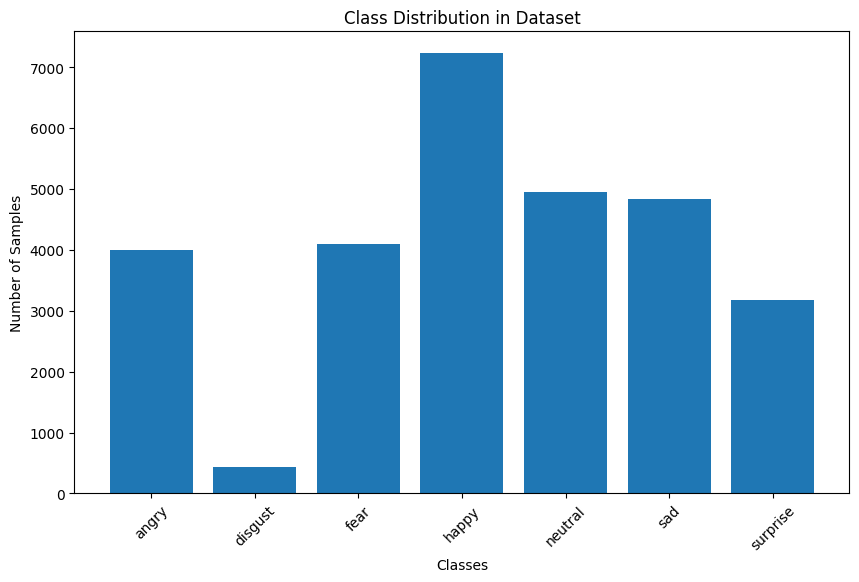 Class Distribution in Dataset
Number of Samples
7000
6000
5000
4000
3000
2000
1000
0
angry
disgust
fear
happy
neutral
sad
surprise
Classes